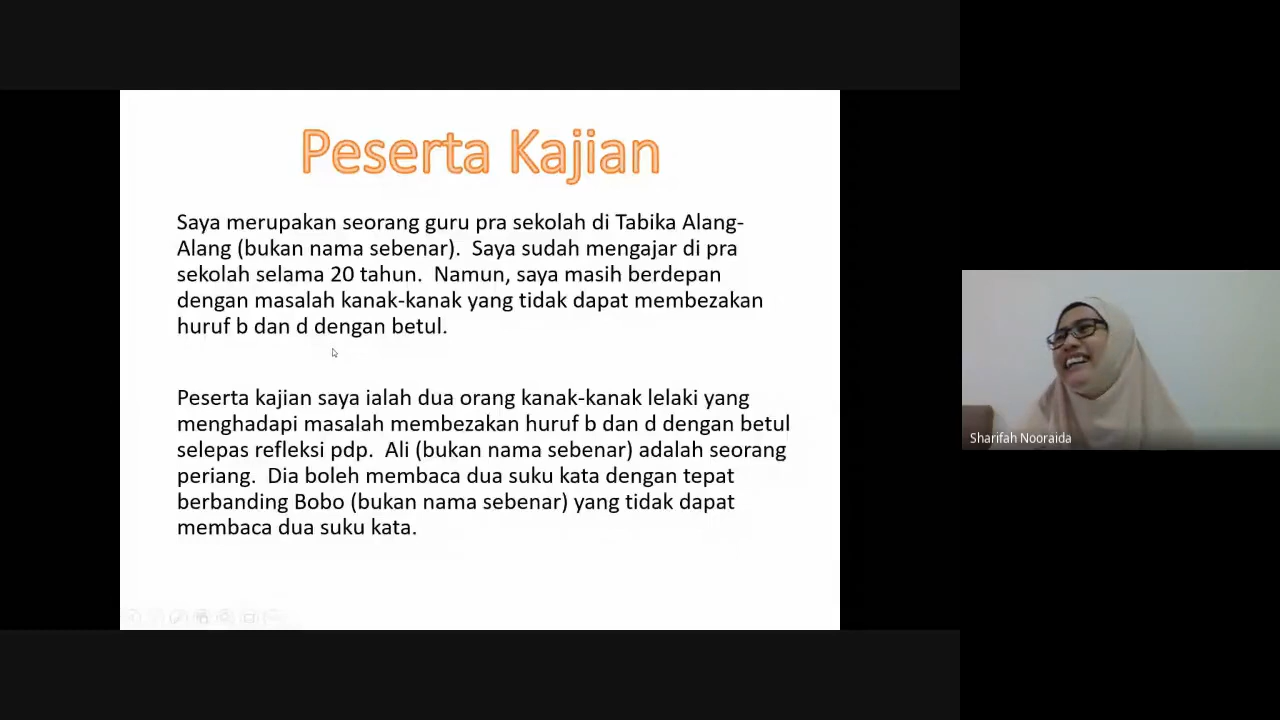 Peserta Kajian
Saya merupakan seorang guru pra sekolah di Tabika Alang-
Alang (bukan nama sebenar).  Saya sudah mengajar di pra
sekolah selama 20 tahun.  Namun, saya masih berdepan
dengan masalah kanak-kanak yang tidak dapat membezakan
huruf b dan d dengan betul.
Peserta kajian saya ialah dua orang kanak-kanak lelaki yang
menghadapi masalah membezakan huruf b dan d dengan betul
selepas refleksi pdp.  Ali (bukan nama sebenar) adalah seorang
periang.  Dia boleh membaca dua suku kata dengan tepat
berbanding Bobo (bukan nama sebenar) yang tidak dapat
membaca dua suku kata.
Sharifah Nooraida